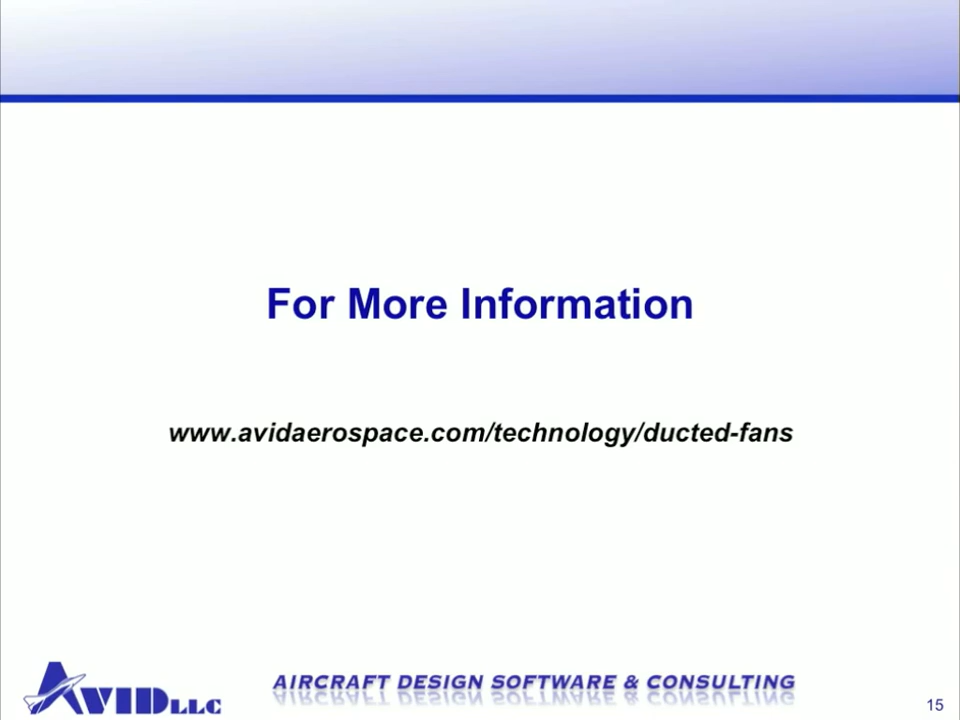 For More Information
www.avidaerospace.com/technology/ducted-fans
AVID LLC
AIRCRAFT DESIGN SOFTWARE & CONSULTING
15